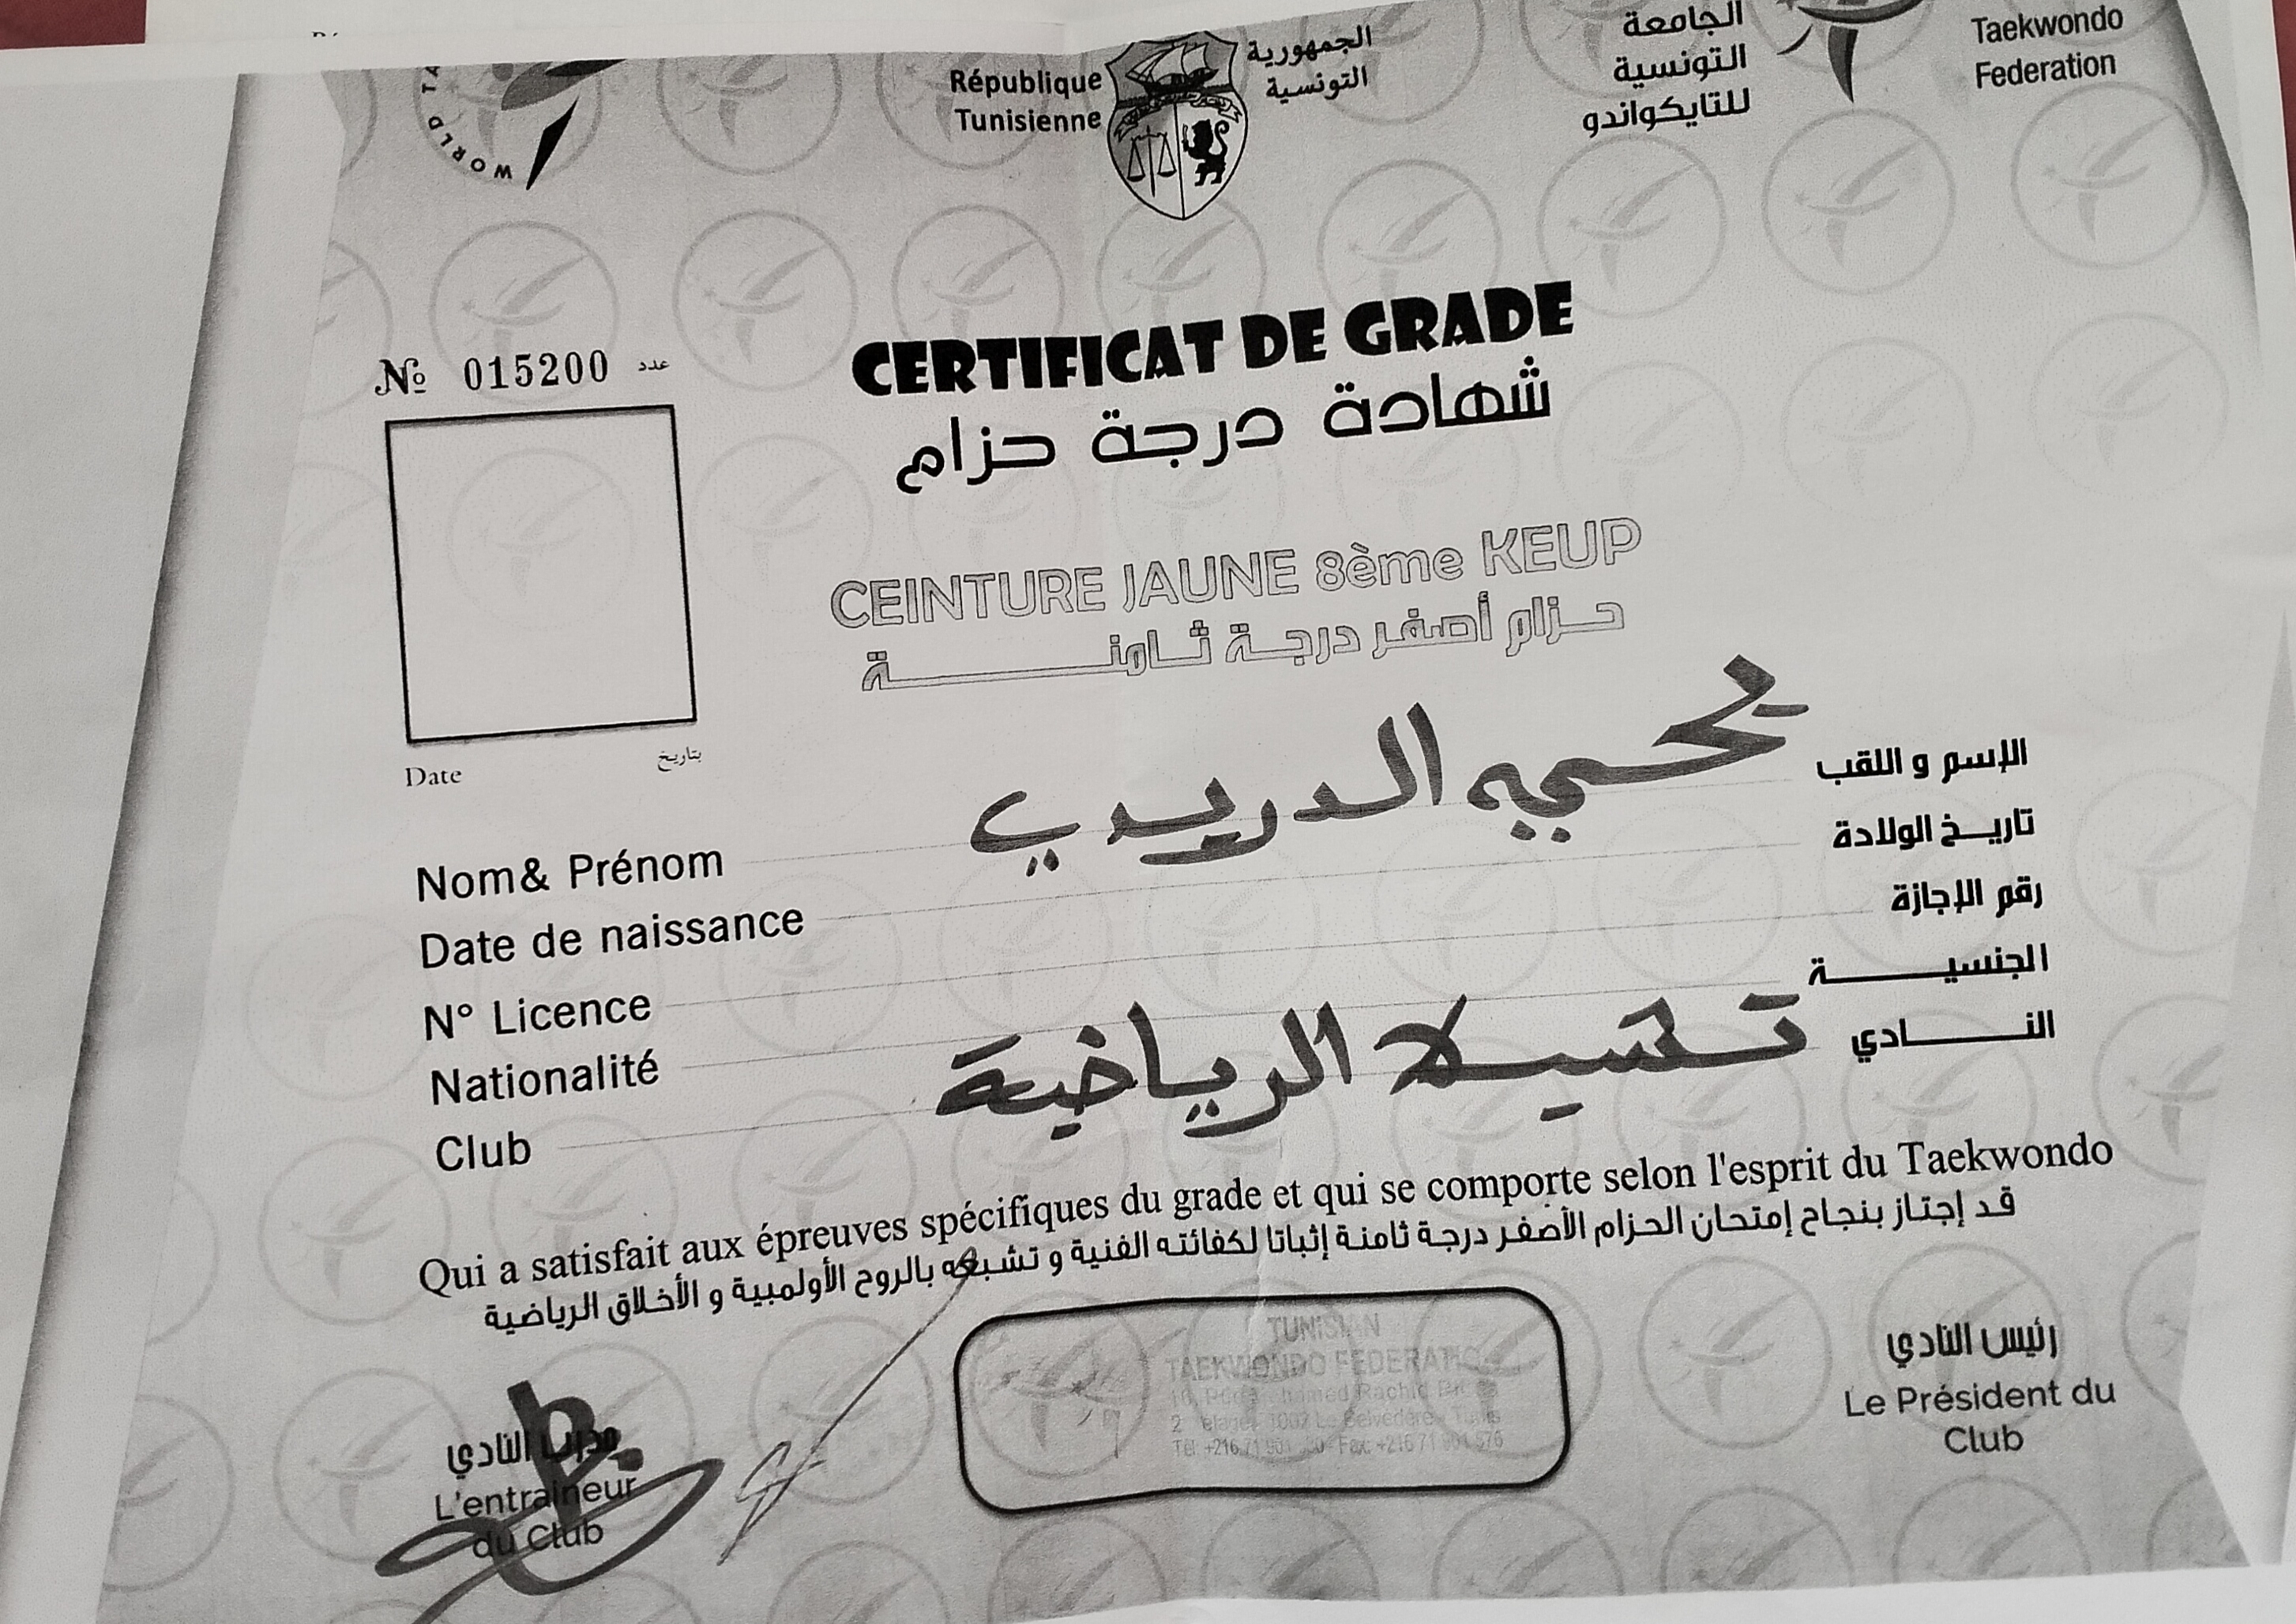 WORLD TA
République
Tunisienne
الجمهورية
التونسية
الجامعة
التونسية
للتايكواندو
Taekwondo
Federation
CERTIFICAT DE GRADE
شهادة درجة حزام
№ 015200 عدد
CEINTURE JAUNE 8ème KEUP
حزام أصفر درجة ثامنة
Date بتاريخ
Nom& Prénom الدريدي الإسم و اللقب
Date de naissance تاريخ الولادة
N° Licence رقم الإجازة
Nationalité الجنسية
Club الرياضية النادي
Qui a satisfait aux épreuves spécifiques du grade et qui se comporte selon l'esprit du Taekwondo
قد إجتاز بنجاح إمتحان الحزام الأصفر درجة ثامنة إثباتا لكفائته الفنية و تشبعه بالروح الأولمبية و الأخلاق الرياضية
مدرب النادي
L'entraineur
du Club
TUNISIAN
TAEKWONDO FEDERATIO
رئيس النادي
Le Président du
Club